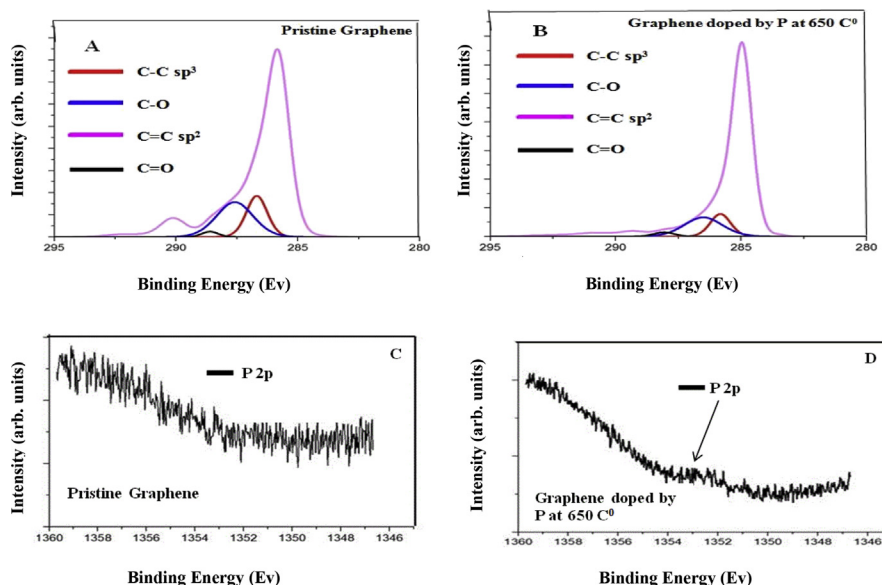 A
Pristine Graphene
C-C sp³
C-O
C=C sp²
C=O
Intensity (arb. units)
295
290
285
280
Binding Energy (Ev)
B
Graphene doped by P at 650 C⁰
C-C sp³
C-O
C=C sp²
C=O
Intensity (arb. units)
295
290
285
280
Binding Energy (Ev)
C
P 2p
Pristine Graphene
Intensity (arb. units)
1360 1358 1356 1354 1352 1350 1348 1346
Binding Energy (Ev)
D
P 2p
Graphene doped by
P at 650 C⁰
Intensity (arb. units)
1360 1358 1356 1354 1352 1350 1348 1346
Binding Energy (Ev)